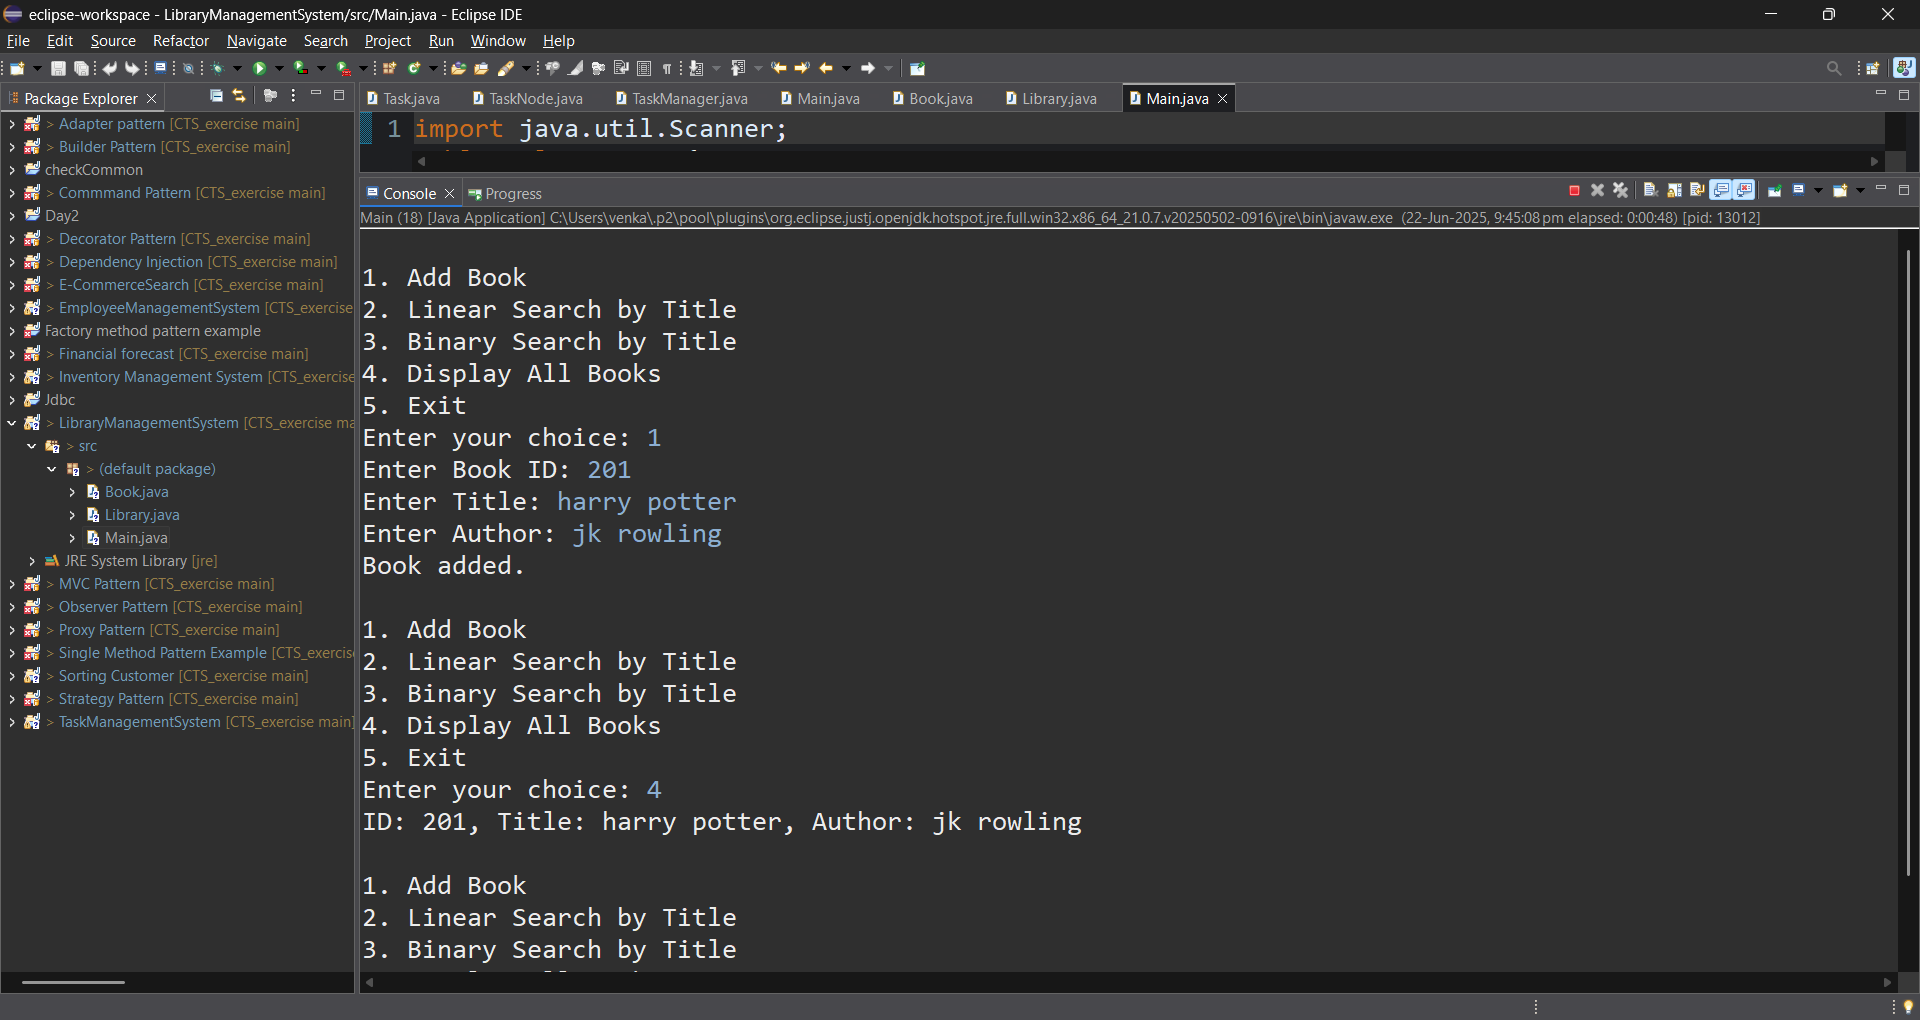 eclipse-workspace - LibraryManagementSystem/src/Main.java - Eclipse IDE
File Edit Source Refactor Navigate Search Project Run Window Help
Package Explorer
> Adapter pattern [CTS_exercise main]
> Builder Pattern [CTS_exercise main]
checkCommon
> Commmand Pattern [CTS_exercise main]
Day2
> Decorator Pattern [CTS_exercise main]
> Dependency Injection [CTS_exercise main]
> E-CommerceSearch [CTS_exercise main]
> EmployeeManagementSystem [CTS_exercise
Factory method pattern example
> Financial forecast [CTS_exercise main]
> Inventory Management System [CTS_exercise
Jdbc
> LibraryManagementSystem [CTS_exercise ma
> src
> (default package)
Book.java
Library.java
Main.java
JRE System Library [jre]
> MVC Pattern [CTS_exercise main]
> Observer Pattern [CTS_exercise main]
> Proxy Pattern [CTS_exercise main]
> Single Method Pattern Example [CTS_exercis
> Sorting Customer [CTS_exercise main]
> Strategy Pattern [CTS_exercise main]
> TaskManagementSystem [CTS_exercise main]
Task.java TaskNode.java TaskManager.java Main.java Book.java Library.java Main.java
1 import java.util.Scanner;
Console Progress
Main (18) [Java Application] C:\Users\venka\.p2\pool\plugins\org.eclipse.justj.openjdk.hotspot.jre.full.win32.x86_64_21.0.7.v20250502-0916\jre\bin\javaw.exe (22-Jun-2025, 9:45:08 pm elapsed: 0:00:48) [pid: 13012]
1. Add Book
2. Linear Search by Title
3. Binary Search by Title
4. Display All Books
5. Exit
Enter your choice: 1
Enter Book ID: 201
Enter Title: harry potter
Enter Author: jk rowling
Book added.
1. Add Book
2. Linear Search by Title
3. Binary Search by Title
4. Display All Books
5. Exit
Enter your choice: 4
ID: 201, Title: harry potter, Author: jk rowling
1. Add Book
2. Linear Search by Title
3. Binary Search by Title